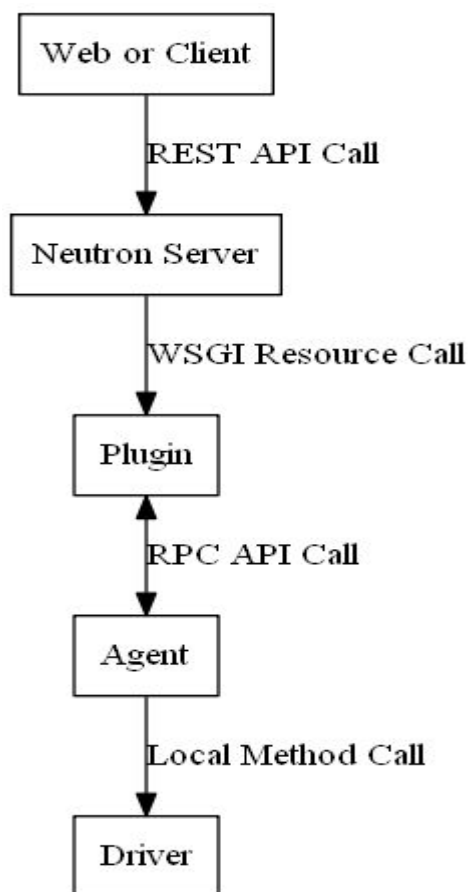 Web or Client
REST API Call
Neutron Server
WSGI Resource Call
Plugin
RPC API Call
Agent
Local Method Call
Driver